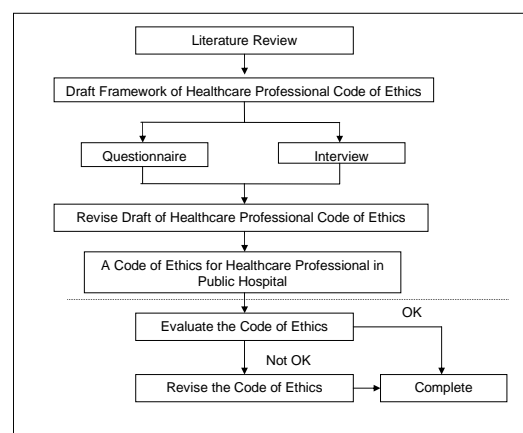 Literature Review
Draft Framework of Healthcare Professional Code of Ethics
Questionnaire
Interview
Revise Draft of Healthcare Professional Code of Ethics
A Code of Ethics for Healthcare Professional in
Public Hospital
Evaluate the Code of Ethics
OK
Not OK
Revise the Code of Ethics
Complete